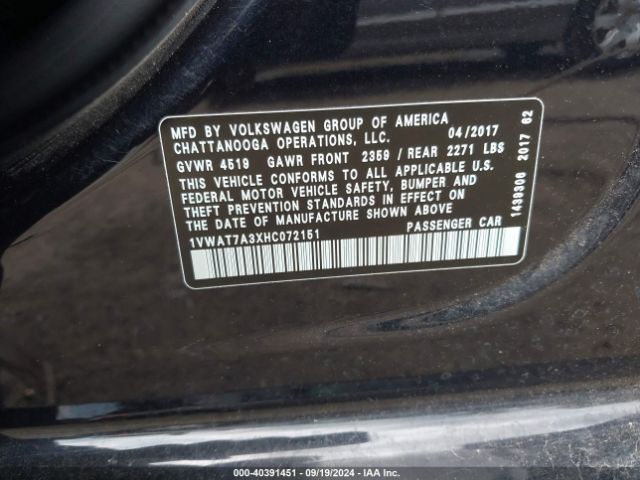 MFD BY VOLKSWAGEN GROUP OF AMERICA
CHATTANOOGA OPERATIONS, LLC. 04/2017
GVWR 4519 GAWR FRONT 2359 / REAR 2271 LBS
THIS VEHICLE CONFORMS TO ALL APPLICABLE U.S.
FEDERAL MOTOR VEHICLE SAFETY, BUMPER AND
THEFT PREVENTION STANDARDS IN EFFECT ON
THE DATE OF MANUFACTURE SHOWN ABOVE
1VWAT7A3XHC072151 PASSENGER CAR
1439306 2017 62
000-40391451 - 09/19/2024 - IAA Inc.